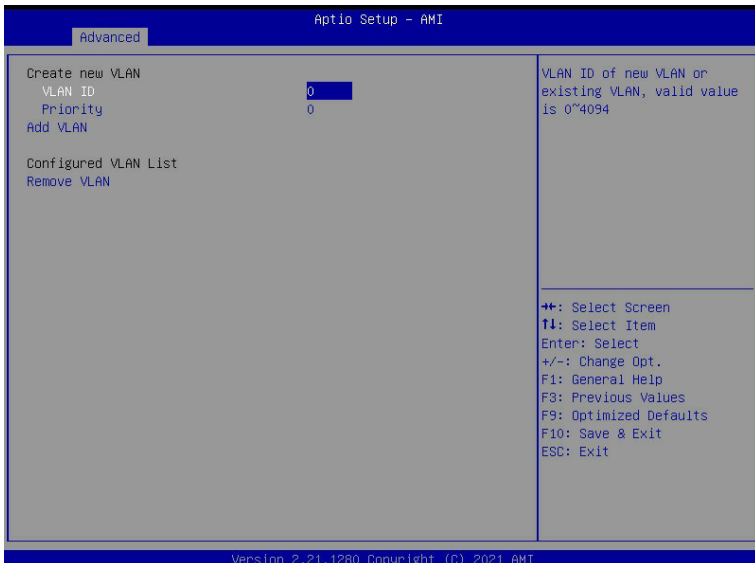 Aptio Setup – AMI
Advanced
Create new VLAN
VLAN ID 0
Priority 0
Add VLAN
Configured VLAN List
Remove VLAN
VLAN ID of new VLAN or
existing VLAN, valid value
is 0~4094
→←: Select Screen
↑↓: Select Item
Enter: Select
+/-: Change Opt.
F1: General Help
F3: Previous Values
F9: Optimized Defaults
F10: Save & Exit
ESC: Exit
Version 2.21.1280 Copyright (C) 2021 AMI